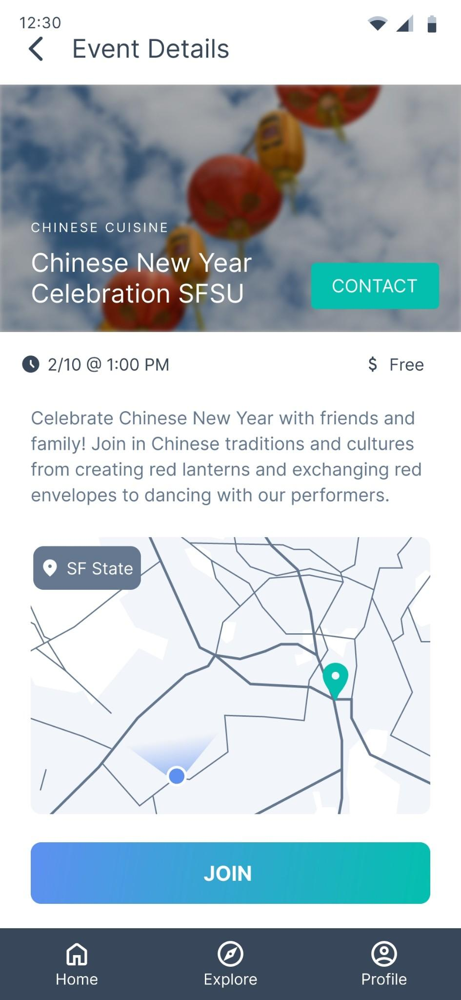 12:30
Event Details
CHINESE CUISINE
Chinese New Year
Celebration SFSU
CONTACT
2/10 @ 1:00 PM
$ Free
Celebrate Chinese New Year with friends and
family! Join in Chinese traditions and cultures
from creating red lanterns and exchanging red
envelopes to dancing with our performers.
SF State
JOIN
Home
Explore
Profile